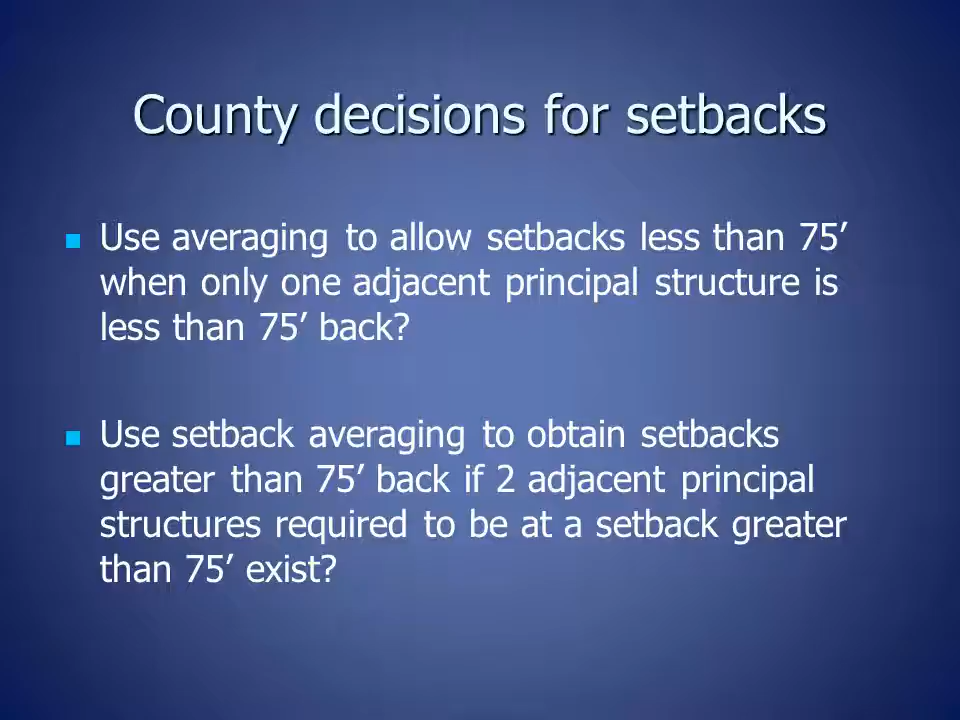 County decisions for setbacks
Use averaging to allow setbacks less than 75’
when only one adjacent principal structure is
less than 75’ back?
Use setback averaging to obtain setbacks
greater than 75’ back if 2 adjacent principal
structures required to be at a setback greater
than 75’ exist?